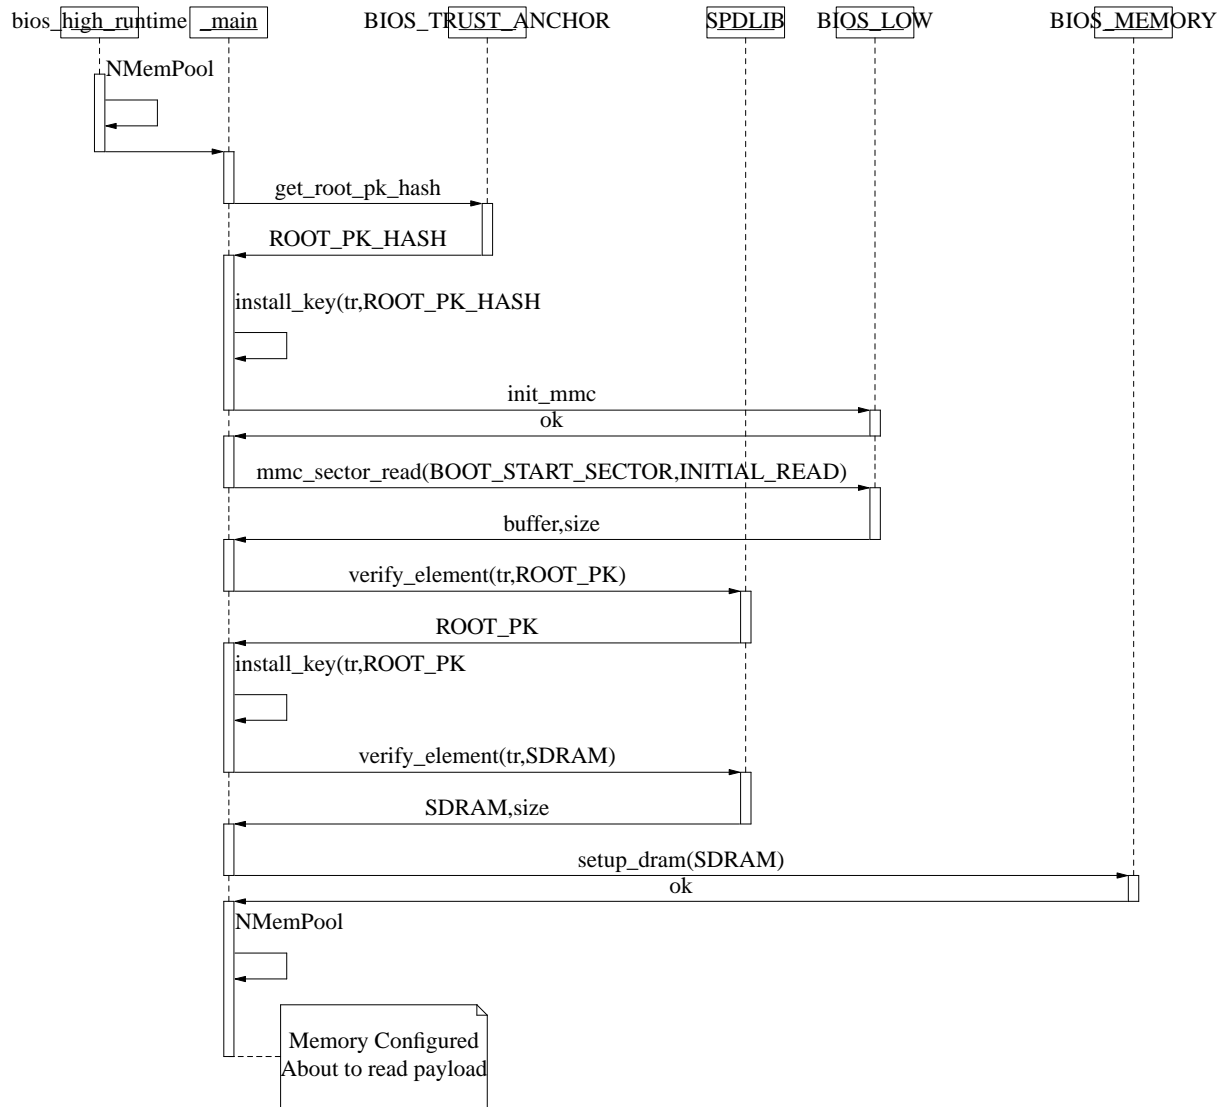 bios_high_runtime _main BIOS_TRUST_ANCHOR SPDLIB BIOS_LOW BIOS_MEMORY
NMemPool
get_root_pk_hash
ROOT_PK_HASH
install_key(tr,ROOT_PK_HASH
init_mmc
ok
mmc_sector_read(BOOT_START_SECTOR,INITIAL_READ)
buffer,size
verify_element(tr,ROOT_PK)
ROOT_PK
install_key(tr,ROOT_PK
verify_element(tr,SDRAM)
SDRAM,size
setup_dram(SDRAM)
ok
NMemPool
Memory Configured
About to read payload